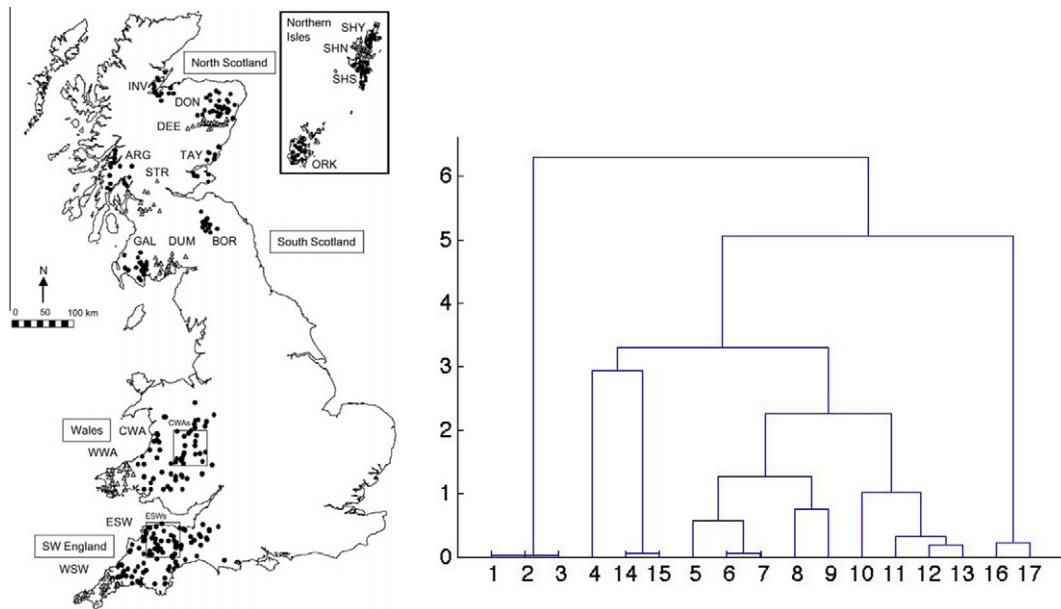 Northern
Isles
SHY
SHN
SHS
ORK
North Scotland
INV
DON
DEE
ARG
TAY
STR
GAL
DUM
BOR
South Scotland
N
0 50 100 km
Wales
CWA
CWAs
WWA
ESW
ESWs
SW England
WSW
6
5
4
3
2
1
0
1 2 3 4 14 15 5 6 7 8 9 10 11 12 13 16 17